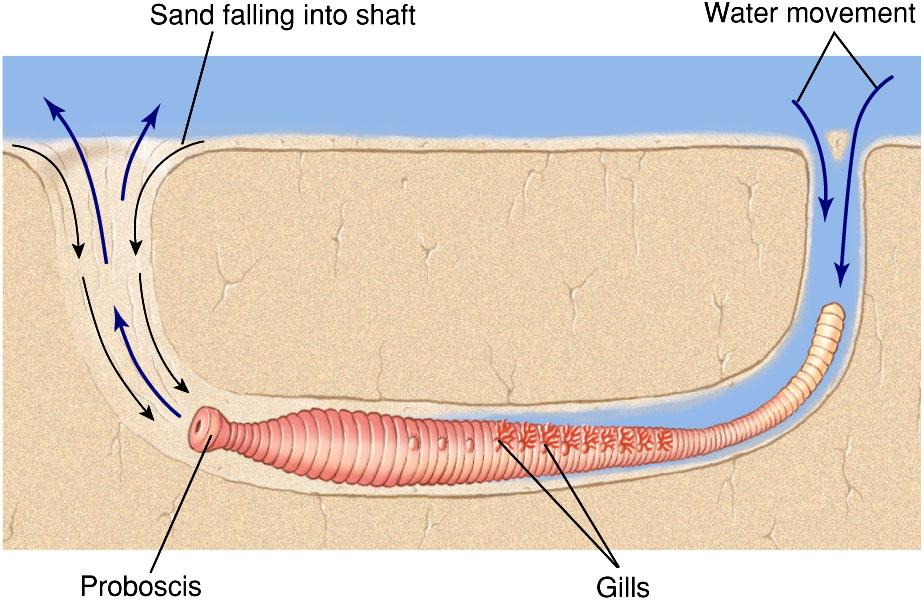 Sand falling into shaft
Water movement
Proboscis
Gills